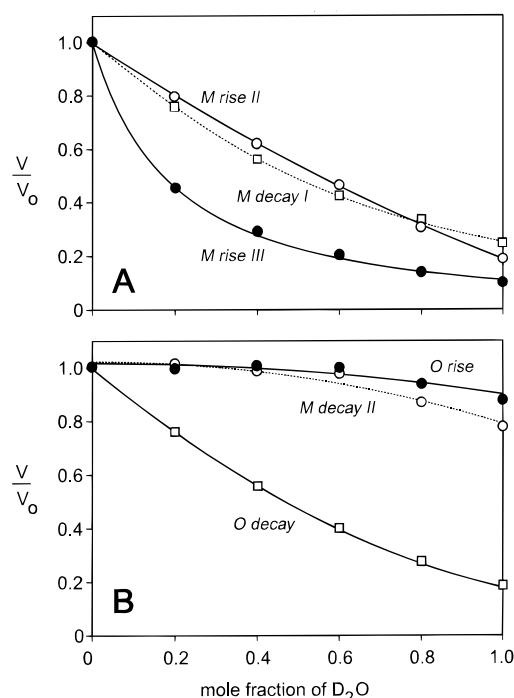 1.0
0.8
0.6
0.4
0.2
0
V
Vo
M rise II
M decay I
M rise III
A
1.0
0.8
0.6
0.4
0.2
0
V
Vo
O rise
M decay II
O decay
B
0 0.2 0.4 0.6 0.8 1.0
mole fraction of D2O